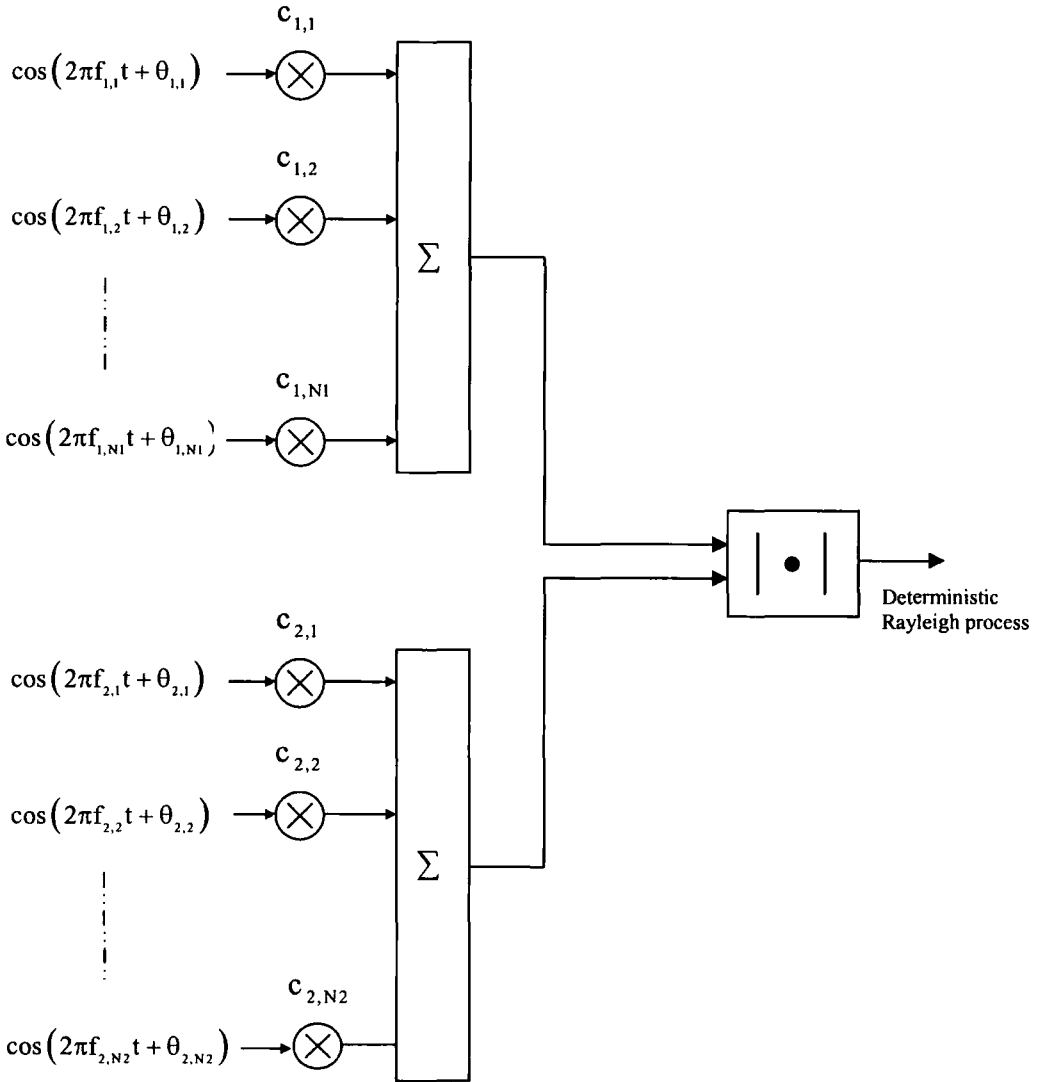 c₁,₁
cos(2πf₁,₁t + θ₁,₁)
c₁,₂
cos(2πf₁,₂t + θ₁,₂)
Σ
c₁,N1
cos(2πf₁,N1t + θ₁,N1)
| • |
Deterministic
Rayleigh process
c₂,₁
cos(2πf₂,₁t + θ₂,₁)
c₂,₂
cos(2πf₂,₂t + θ₂,₂)
Σ
c₂,N2
cos(2πf₂,N2t + θ₂,N2)